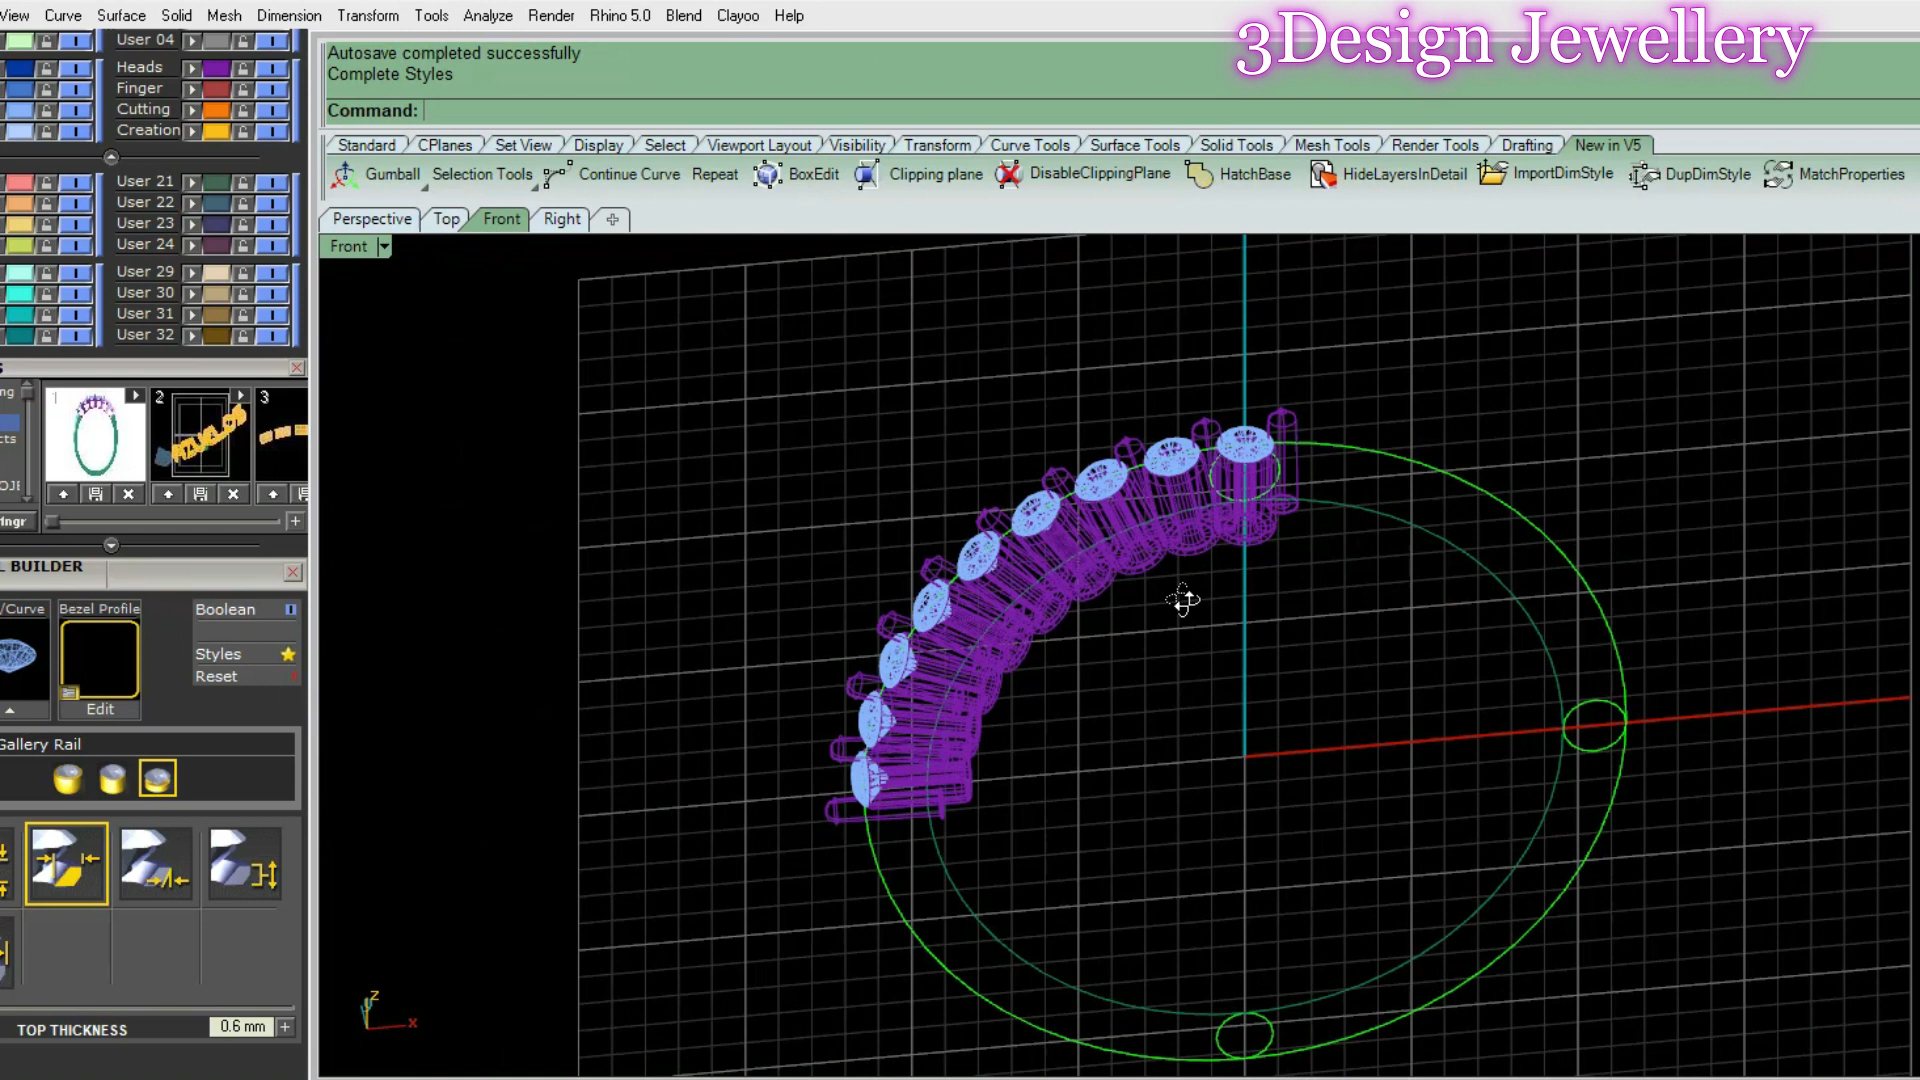 View Curve Surface Solid Mesh Dimension Transform Tools Analyze Render Rhino 5.0 Blend Clayoo Help
3Design Jewellery
User 04
Heads
Finger
Cutting
Creation
User 21
User 22
User 23
User 24
User 29
User 30
User 31
User 32
Autosave completed successfully
Complete Styles
Command:
Standard CPlanes Set View Display Select Viewport Layout Visibility Transform Curve Tools Surface Tools Solid Tools Mesh Tools Render Tools Drafting New in V5
Gumball Selection Tools Continue Curve Repeat BoxEdit Clipping plane DisableClippingPlane HatchBase HideLayersInDetail ImportDimStyle DupDimStyle MatchProperties
Perspective Top Front Right
Front
1 2 3
BUILDER
/Curve Bezel Profile Boolean
Styles
Reset
Edit
Gallery Rail
TOP THICKNESS 0.6 mm
z
x